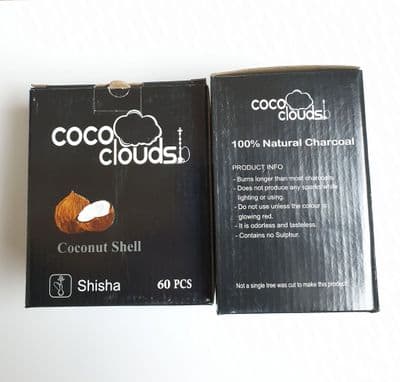 coco
clouds
Coconut Shell
Shisha
60 PCS
coco
clouds
100% Natural Charcoal
PRODUCT INFO
- Burns longer than most charcoals.
- Does not produce any sparks while
lighting or using.
- Do not use unless the colour is
glowing red.
- It is odorless and tasteless.
- Contains no Sulphur.
Not a single tree was cut to make this product